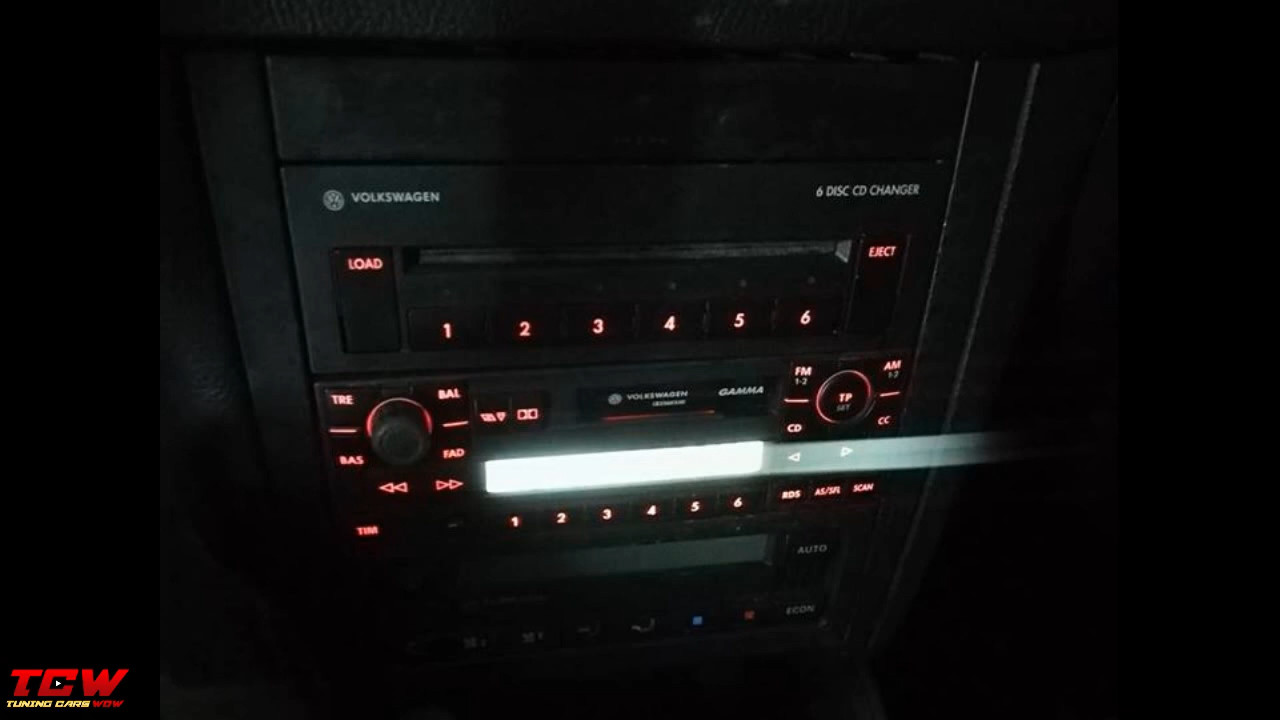 VOLKSWAGEN
6 DISC CD CHANGER
LOAD
EJECT
1 2 3 4 5 6
TRE
BAL
VOLKSWAGEN
GAMMA
FM
1-2
AM
1-2
TP
SET
CD
CC
BAS
FAD
TIM
1 2 3 4 5 6
RDS
AS/SFL
SCAN
AUTO
ECON
TCW
TUNING CARS WOW